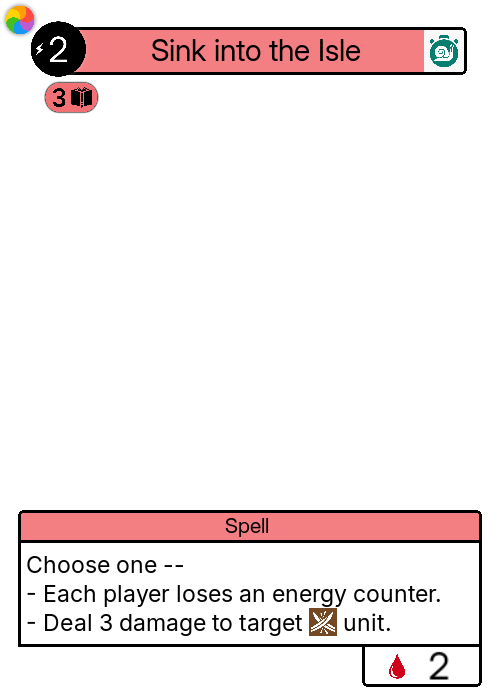 2
Sink into the Isle
3
Spell
Choose one --
- Each player loses an energy counter.
- Deal 3 damage to target unit.
2